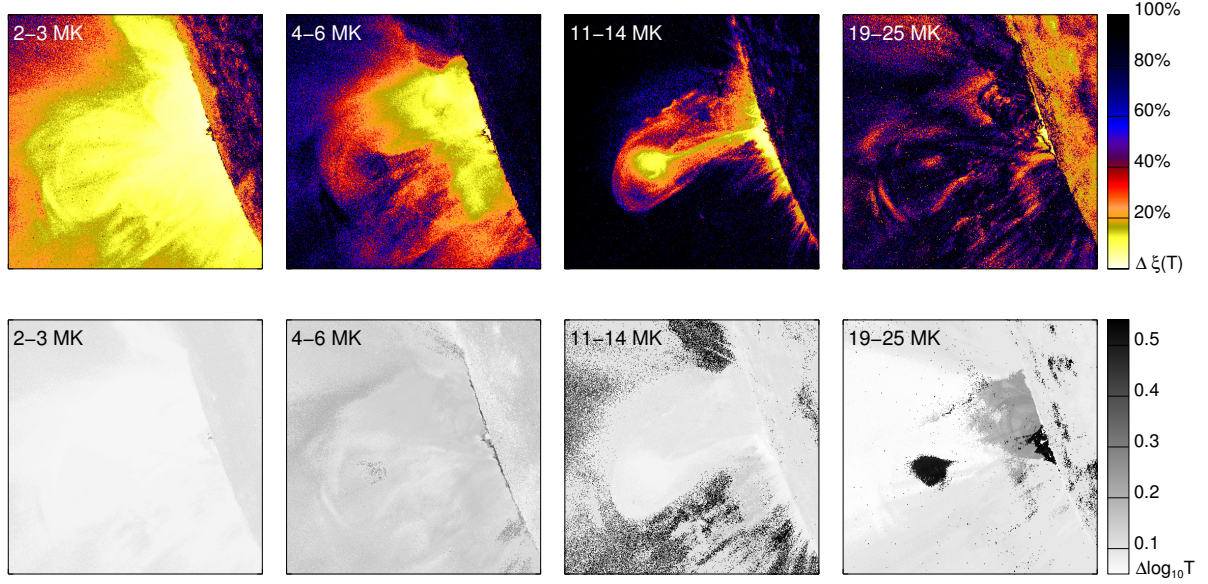 2−3 MK
4−6 MK
11−14 MK
19−25 MK
100%
80%
60%
40%
20%
Δ ξ(T)
2−3 MK
4−6 MK
11−14 MK
19−25 MK
0.5
0.4
0.3
0.2
0.1
Δlog₁₀T